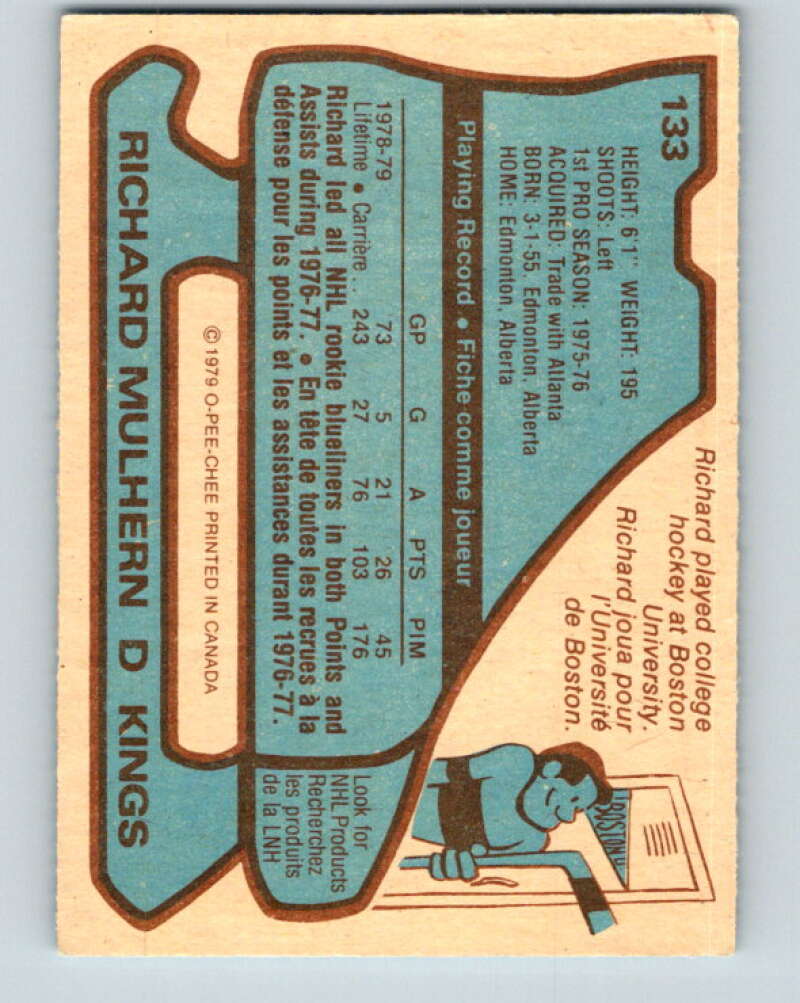 133
HEIGHT: 6'1" WEIGHT: 195
SHOOTS: Left
1st PRO SEASON: 1975-76
ACQUIRED: Trade with Atlanta
BORN: 3-1-55. Edmonton, Alberta
HOME: Edmonton, Alberta
Richard played college
hockey at Boston
University.
Richard joua pour
l'Université
de Boston.
BOSTON U
Playing Record • Fiche comme joueur
GP G A PTS PIM
1978-79 73 5 21 26 45
Lifetime • Carrière... 243 27 76 103 176
Richard led all NHL rookie blueliners in both Points and
Assists during 1976-77. • En tête de toutes les recrues à la
défense pour les points et les assistances durant 1976-77.
Look for
NHL Products
Recherchez
les produits
de la LNH
© 1979 O-PEE-CHEE PRINTED IN CANADA
RICHARD MULHERN D KINGS